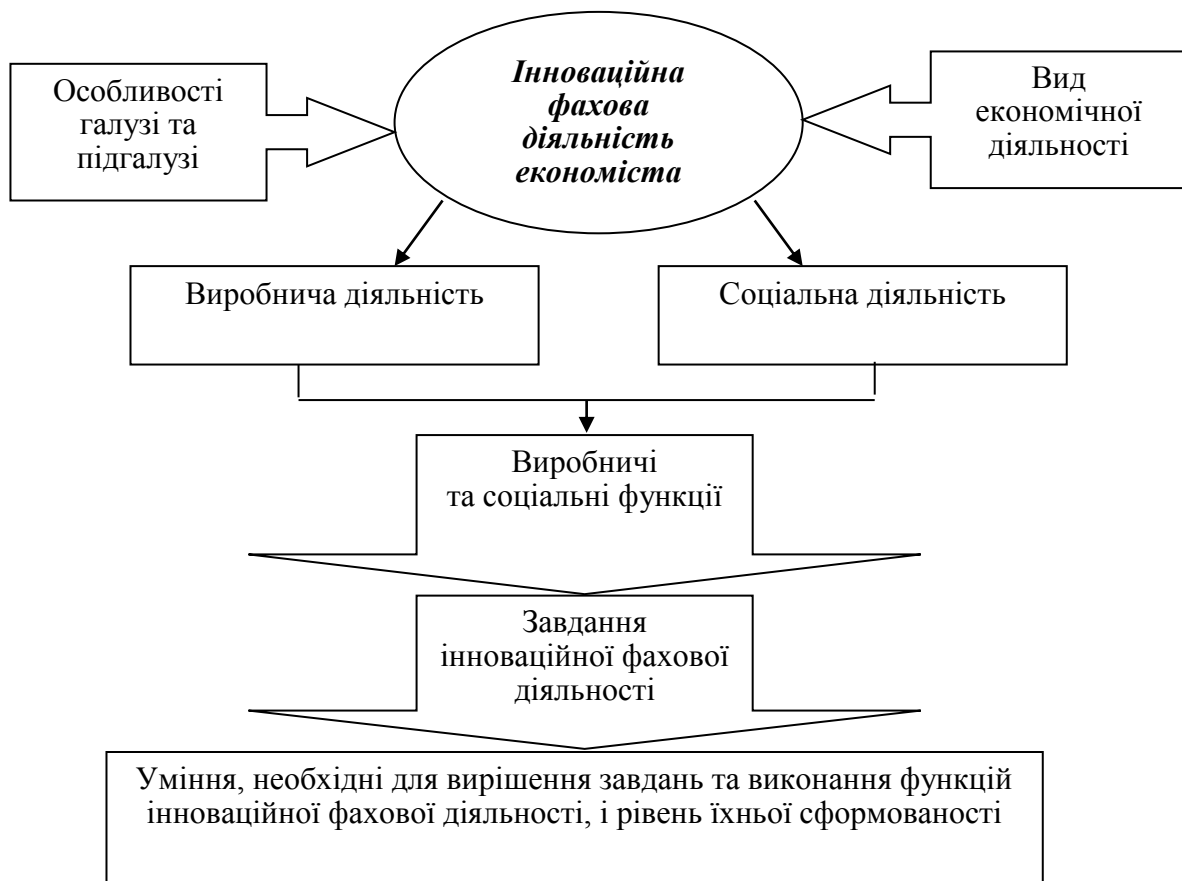 Особливості
галузі та
підгалузі
Інноваційна
фахова
діяльність
економіста
Вид
економічної
діяльності
Виробнича діяльність
Соціальна діяльність
Виробничі
та соціальні функції
Завдання
інноваційної фахової
діяльності
Уміння, необхідні для вирішення завдань та виконання функцій
інноваційної фахової діяльності, і рівень їхньої сформованості